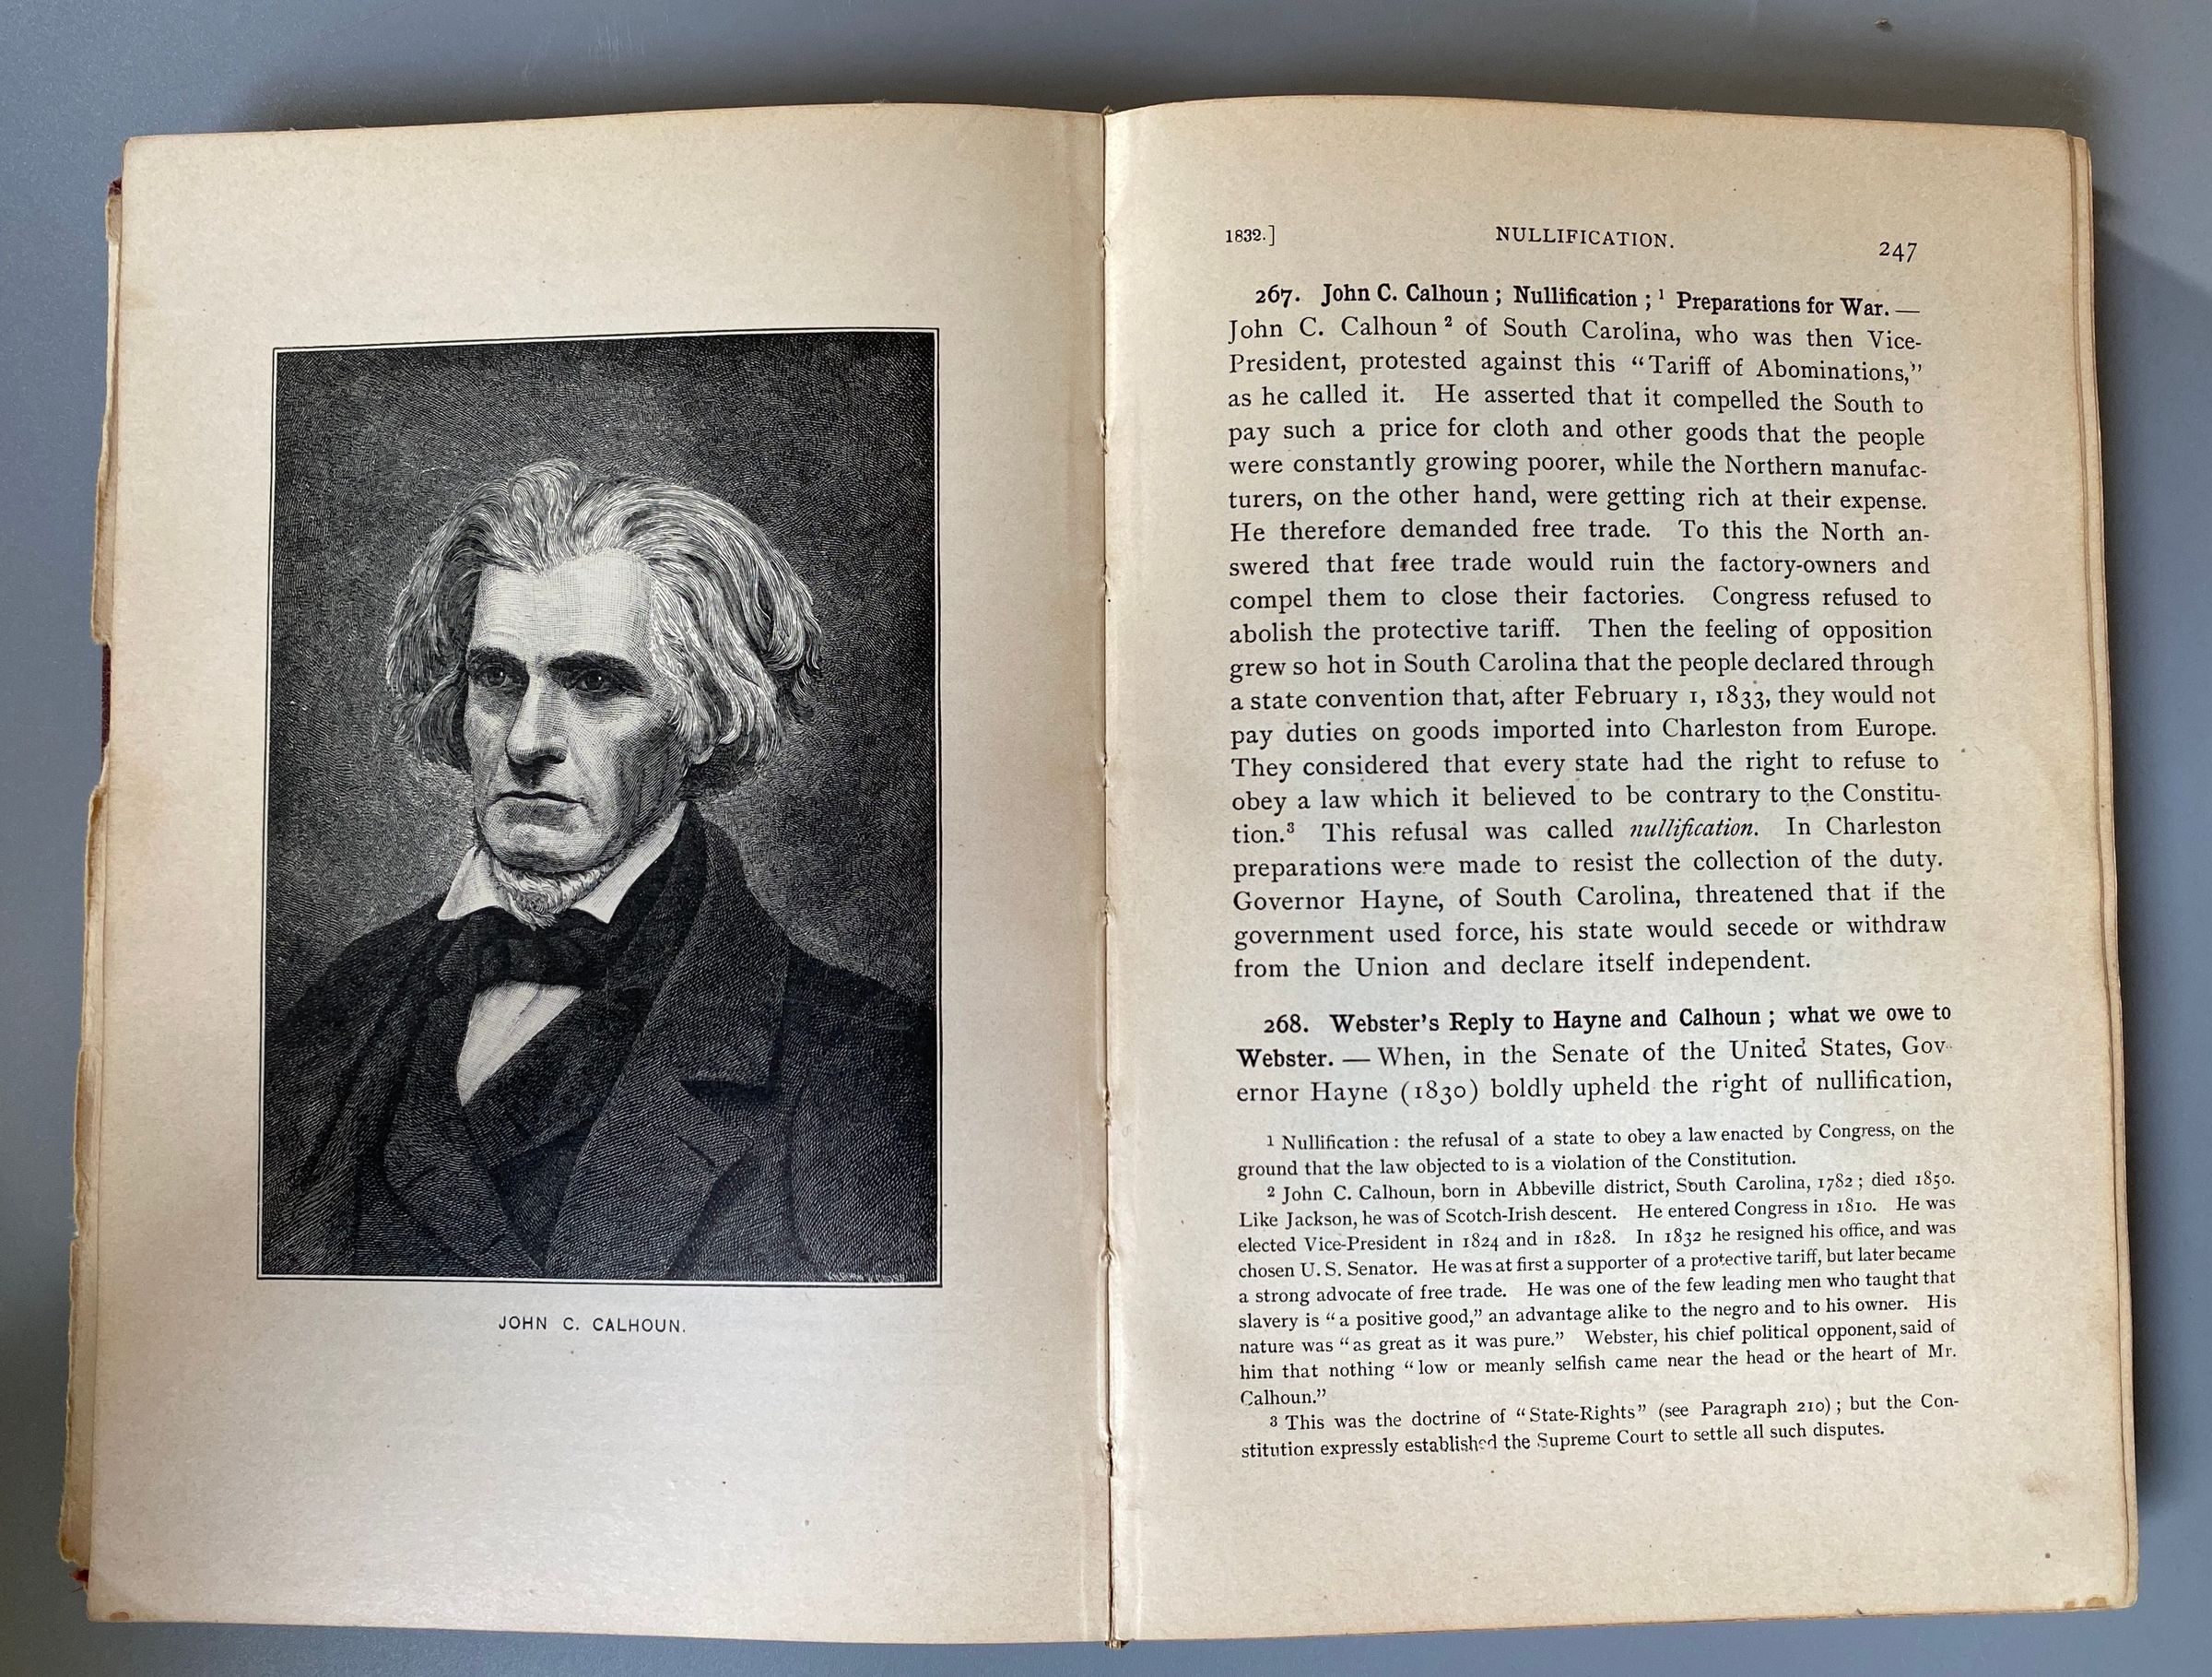 JOHN C. CALHOUN.
1832.] NULLIFICATION. 247
267. John C. Calhoun ; Nullification ; ¹ Preparations for War. —
John C. Calhoun ² of South Carolina, who was then Vice-
President, protested against this “Tariff of Abominations,”
as he called it. He asserted that it compelled the South to
pay such a price for cloth and other goods that the people
were constantly growing poorer, while the Northern manufac-
turers, on the other hand, were getting rich at their expense.
He therefore demanded free trade. To this the North an-
swered that free trade would ruin the factory-owners and
compel them to close their factories. Congress refused to
abolish the protective tariff. Then the feeling of opposition
grew so hot in South Carolina that the people declared through
a state convention that, after February 1, 1833, they would not
pay duties on goods imported into Charleston from Europe.
They considered that every state had the right to refuse to
obey a law which it believed to be contrary to the Constitu-
tion.³ This refusal was called nullification. In Charleston
preparations were made to resist the collection of the duty.
Governor Hayne, of South Carolina, threatened that if the
government used force, his state would secede or withdraw
from the Union and declare itself independent.
268. Webster’s Reply to Hayne and Calhoun ; what we owe to
Webster. — When, in the Senate of the United States, Gov-
ernor Hayne (1830) boldly upheld the right of nullification,
¹ Nullification : the refusal of a state to obey a law enacted by Congress, on the
ground that the law objected to is a violation of the Constitution.
² John C. Calhoun, born in Abbeville district, South Carolina, 1782 ; died 1850.
Like Jackson, he was of Scotch-Irish descent. He entered Congress in 1810. He was
elected Vice-President in 1824 and in 1828. In 1832 he resigned his office, and was
chosen U. S. Senator. He was at first a supporter of a protective tariff, but later became
a strong advocate of free trade. He was one of the few leading men who taught that
slavery is “a positive good,” an advantage alike to the negro and to his owner. His
nature was “as great as it was pure.” Webster, his chief political opponent, said of
him that nothing “low or meanly selfish came near the head or the heart of Mr.
Calhoun.”
³ This was the doctrine of “State-Rights” (see Paragraph 210) ; but the Con-
stitution expressly established the Supreme Court to settle all such disputes.